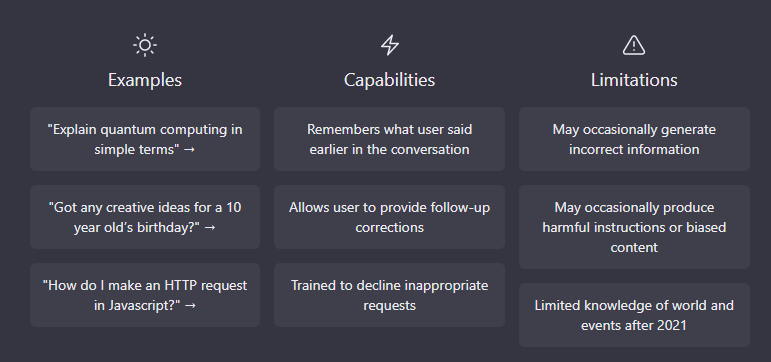 Examples
"Explain quantum computing in
simple terms" →
"Got any creative ideas for a 10
year old's birthday?" →
"How do I make an HTTP request
in Javascript?" →
Capabilities
Remembers what user said
earlier in the conversation
Allows user to provide follow-up
corrections
Trained to decline inappropriate
requests
Limitations
May occasionally generate
incorrect information
May occasionally produce
harmful instructions or biased
content
Limited knowledge of world and
events after 2021